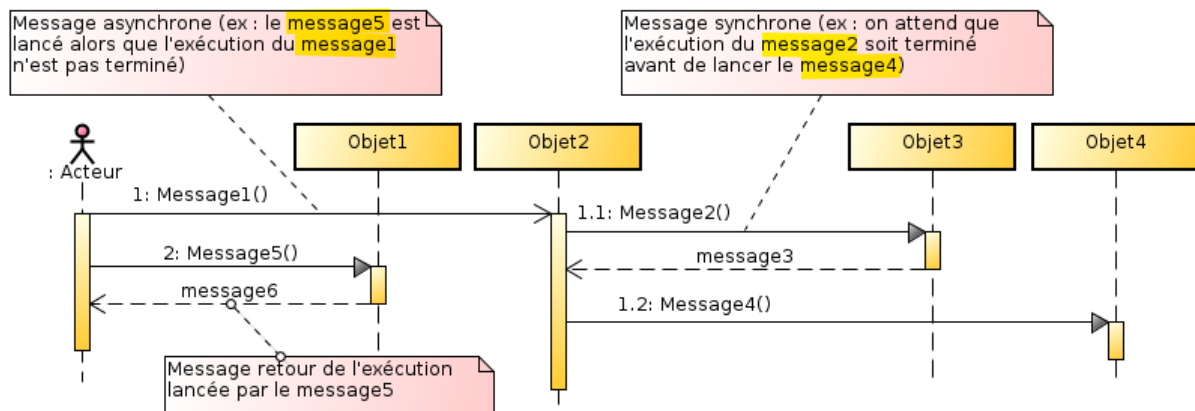 Message asynchrone (ex : le message5 est
lancé alors que l'exécution du message1
n'est pas terminé)
Message synchrone (ex : on attend que
l'exécution du message2 soit terminé
avant de lancer le message4)
: Acteur
Objet1
Objet2
Objet3
Objet4
1: Message1()
1.1: Message2()
2: Message5()
message3
message6
1.2: Message4()
Message retour de l'exécution
lancée par le message5